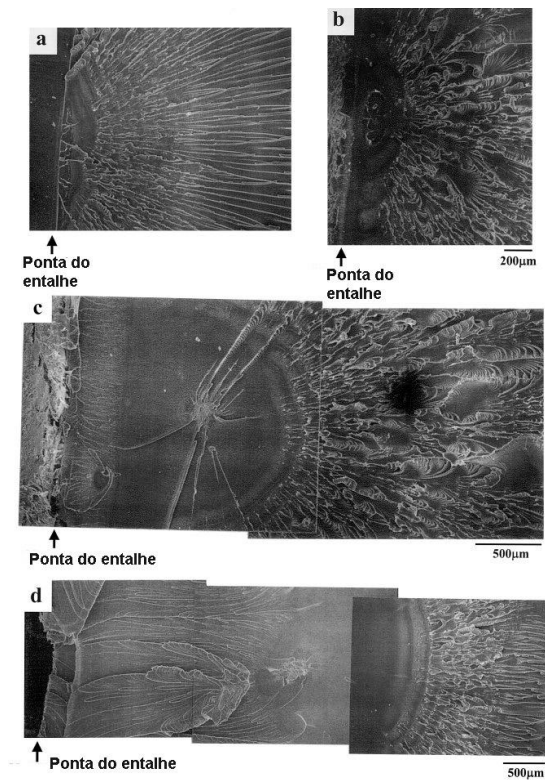 a
b
Ponta do
entalhe
Ponta do
entalhe
200μm
c
Ponta do entalhe
500μm
d
Ponta do entalhe
500μm